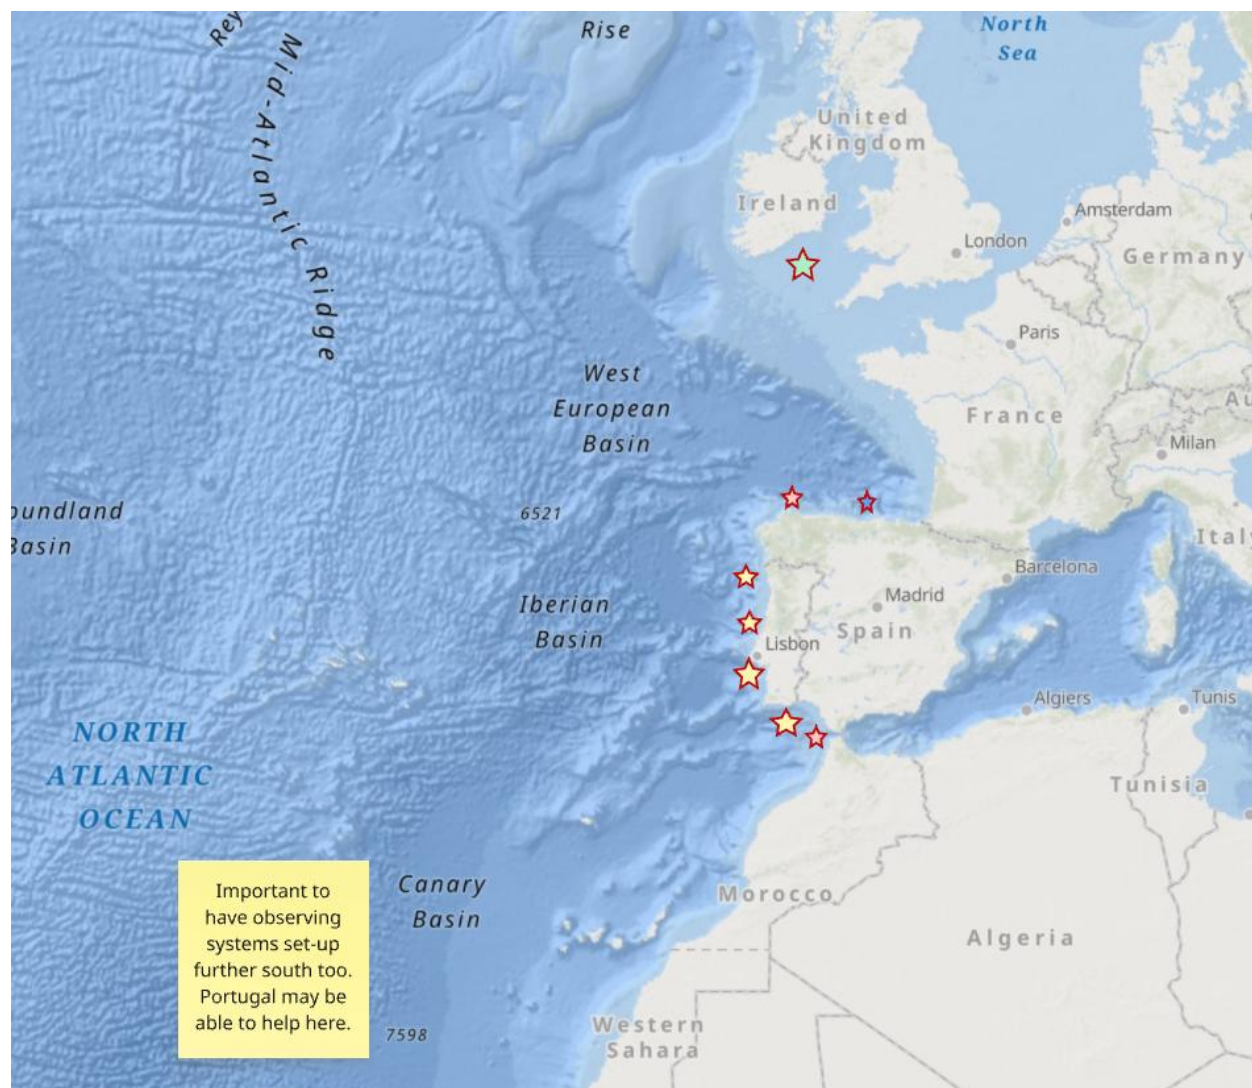 Rey
Mid-Atlantic Ridge
Rise
North
Sea
United
Kingdom
Ireland
Amsterdam
London
Germany
Paris
West
European
Basin
France
Au
Milan
oundland
Basin
6521
Italy
Barcelona
Iberian
Basin
Madrid
Spain
Lisbon
Algiers
Tunis
NORTH
ATLANTIC
OCEAN
Tunisia
Important to
have observing
systems set-up
further south too.
Portugal may be
able to help here.
Canary
Basin
Morocco
Algeria
7598
Western
Sahara